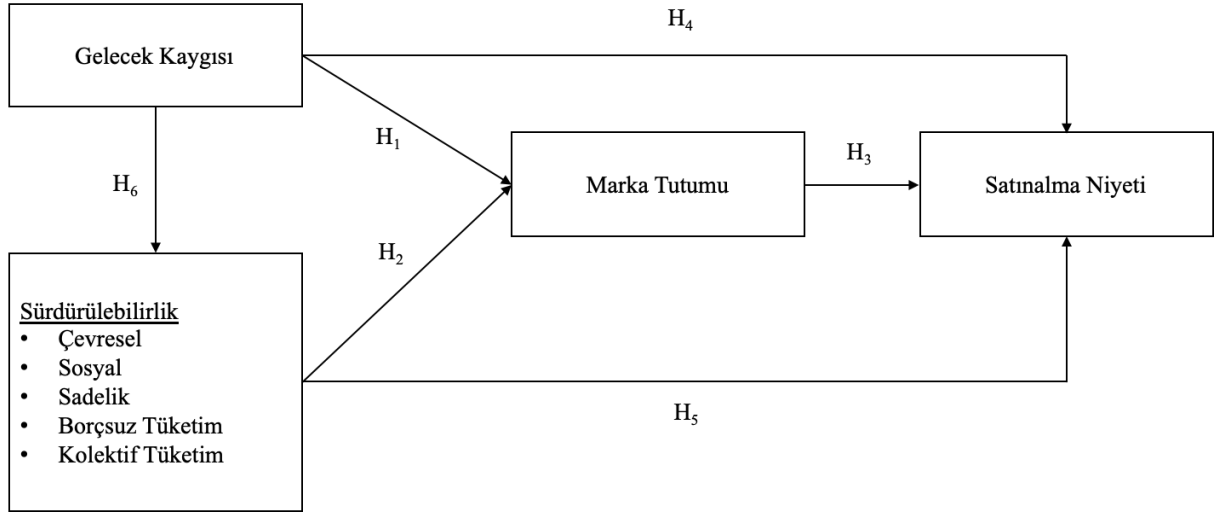 Gelecek Kaygısı
H4
H1
H3
Marka Tutumu
Satınalma Niyeti
H6
H2
Sürdürülebilirlik
• Çevresel
• Sosyal
• Sadelik
• Borçsuz Tüketim
• Kolektif Tüketim
H5